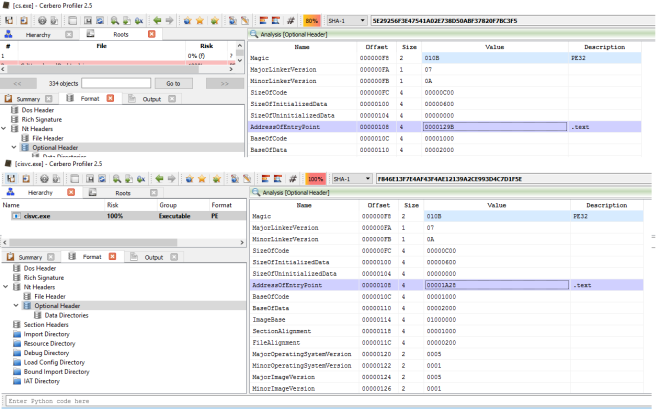 [cs.exe] - Cerbero Profiler 2.5
80% SHA-1 5E29256F3E47541A02E738D50ABF37820F7BC3F5
Hierarchy Roots
# File Risk
1 0% (f)
<< 334 objects Go to >>
Summary Format Output
Dos Header
Rich Signature
Nt Headers
File Header
Optional Header
Data Directories
Analysis [Optional Header]
Name Offset Size Value Description
Magic 000000F8 2 010B PE32
MajorLinkerVersion 000000FA 1 07
MinorLinkerVersion 000000FB 1 0A
SizeOfCode 000000FC 4 00000C00
SizeOfInitializedData 00000100 4 00000600
SizeOfUninitializedData 00000104 4 00000000
AddressOfEntryPoint 00000108 4 0000129B .text
BaseOfCode 0000010C 4 00001000
BaseOfData 00000110 4 00002000
[cisvc.exe] - Cerbero Profiler 2.5
100% SHA-1 F846E13F7E4AF43F4AE12139A2CE993D4C7D1F5E
Hierarchy Roots
Name Risk Group Format
cisvc.exe 100% Executable PE
Summary Format Output
Dos Header
Rich Signature
Nt Headers
File Header
Optional Header
Data Directories
Section Headers
Import Directory
Resource Directory
Debug Directory
Load Config Directory
Bound Import Directory
IAT Directory
Analysis [Optional Header]
Name Offset Size Value Description
Magic 000000F8 2 010B PE32
MajorLinkerVersion 000000FA 1 07
MinorLinkerVersion 000000FB 1 0A
SizeOfCode 000000FC 4 00000C00
SizeOfInitializedData 00000100 4 00000600
SizeOfUninitializedData 00000104 4 00000000
AddressOfEntryPoint 00000108 4 00001A28 .text
BaseOfCode 0000010C 4 00001000
BaseOfData 00000110 4 00002000
ImageBase 00000114 4 01000000
SectionAlignment 00000118 4 00001000
FileAlignment 0000011C 4 00000200
MajorOperatingSystemVersion 00000120 2 0005
MinorOperatingSystemVersion 00000122 2 0001
MajorImageVersion 00000124 2 0005
MinorImageVersion 00000126 2 0001
Enter Python code here